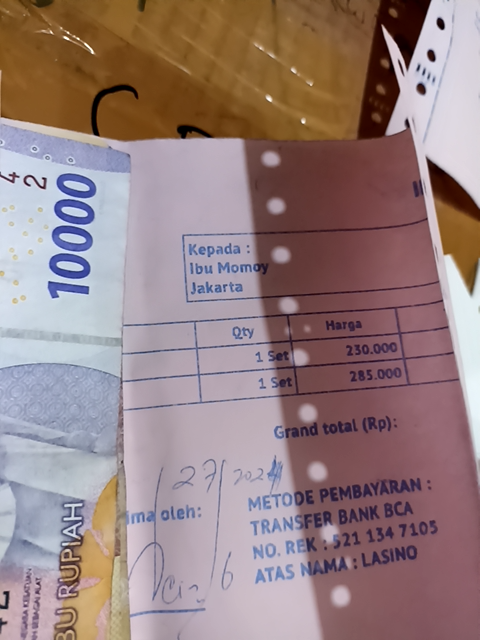 10000
42
BU RUPIAH
Kepada :
Ibu Momoy
Jakarta
Qty Harga
1 Set 230.000
1 Set 285.000
Grand total (Rp):
27/2024
ima oleh:
METODE PEMBAYARAN :
TRANSFER BANK BCA
NO. REK : 521 134 7105
ATAS NAMA : LASINO